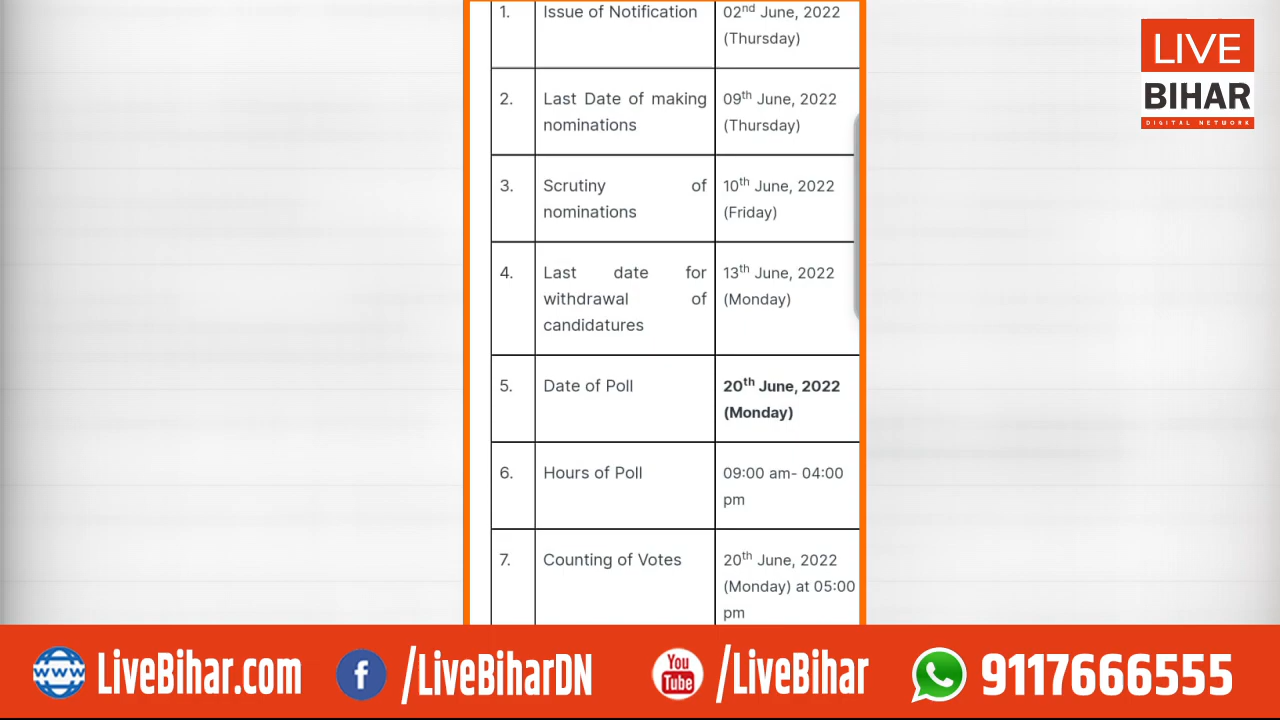 1. Issue of Notification 02nd June, 2022
(Thursday)
2. Last Date of making 09th June, 2022
nominations (Thursday)
3. Scrutiny of 10th June, 2022
nominations (Friday)
4. Last date for 13th June, 2022
withdrawal of (Monday)
candidatures
5. Date of Poll 20th June, 2022
(Monday)
6. Hours of Poll 09:00 am- 04:00
pm
7. Counting of Votes 20th June, 2022
(Monday) at 05:00
pm
LIVE
BIHAR
DIGITAL NETWORK
www LiveBihar.com f /LiveBiharDN You Tube /LiveBihar 9117666555